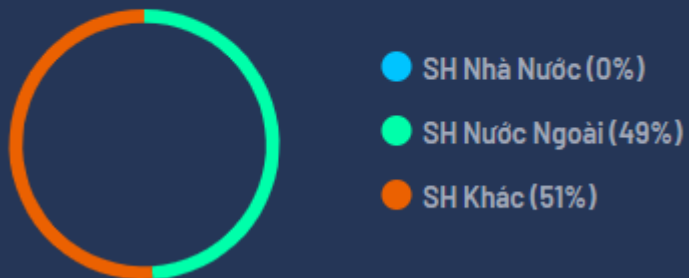 SH Nhà Nước (0%)
SH Nước Ngoài (49%)
SH Khác (51%)